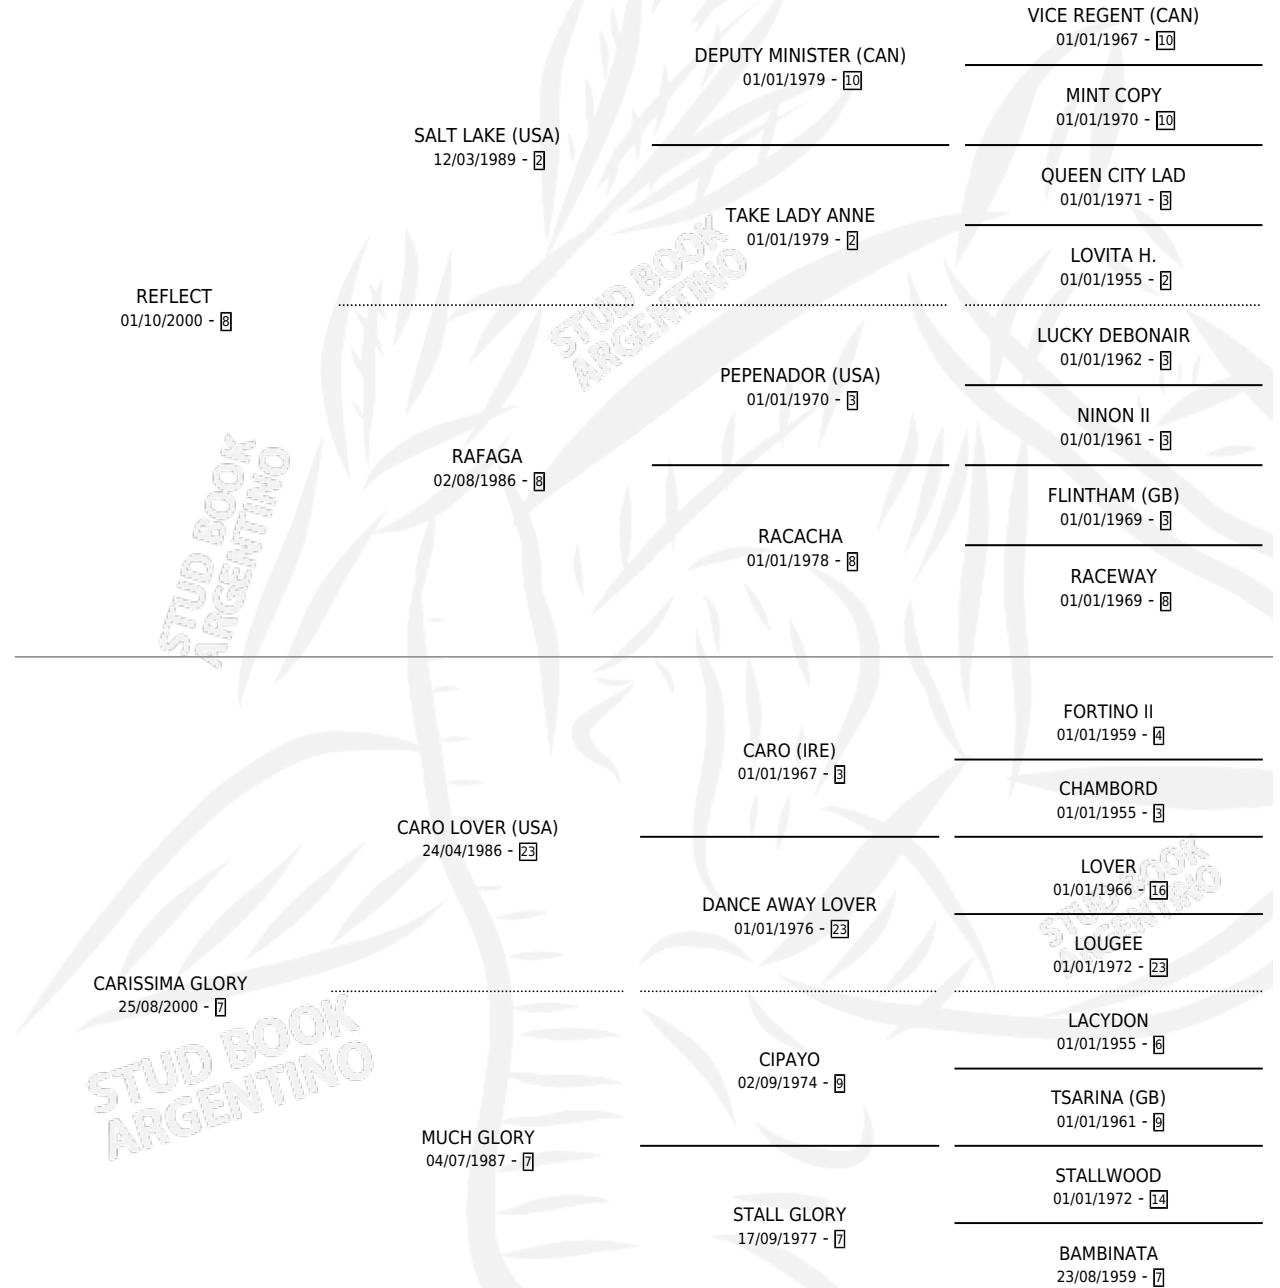 VICE REGENT (CAN)
01/01/1967 - 10
DEPUTY MINISTER (CAN)
01/01/1979 - 10
MINT COPY
01/01/1970 - 10
SALT LAKE (USA)
12/03/1989 - 2
QUEEN CITY LAD
01/01/1971 - 3
TAKE LADY ANNE
01/01/1979 - 2
LOVITA H.
01/01/1955 - 2
REFLECT
01/10/2000 - 8
LUCKY DEBONAIR
01/01/1962 - 3
PEPENADOR (USA)
01/01/1970 - 3
NINON II
01/01/1961 - 3
RAFAGA
02/08/1986 - 8
FLINTHAM (GB)
01/01/1969 - 3
RACACHA
01/01/1978 - 8
RACEWAY
01/01/1969 - 8
STUD BOOK
ARGENTINO
STUD BOOK
ARGENTINO
FORTINO II
01/01/1959 - 4
CARO (IRE)
01/01/1967 - 3
CHAMBORD
01/01/1955 - 3
CARO LOVER (USA)
24/04/1986 - 23
LOVER
01/01/1966 - 16
DANCE AWAY LOVER
01/01/1976 - 23
LOUGEE
01/01/1972 - 23
CARISSIMA GLORY
25/08/2000 - 7
LACYDON
01/01/1955 - 6
CIPAYO
02/09/1974 - 9
TSARINA (GB)
01/01/1961 - 9
MUCH GLORY
04/07/1987 - 7
STALLWOOD
01/01/1972 - 14
STALL GLORY
17/09/1977 - 7
BAMBINATA
23/08/1959 - 7
STUD BOOK
ARGENTINO
STUD BOOK
ARGENTINO